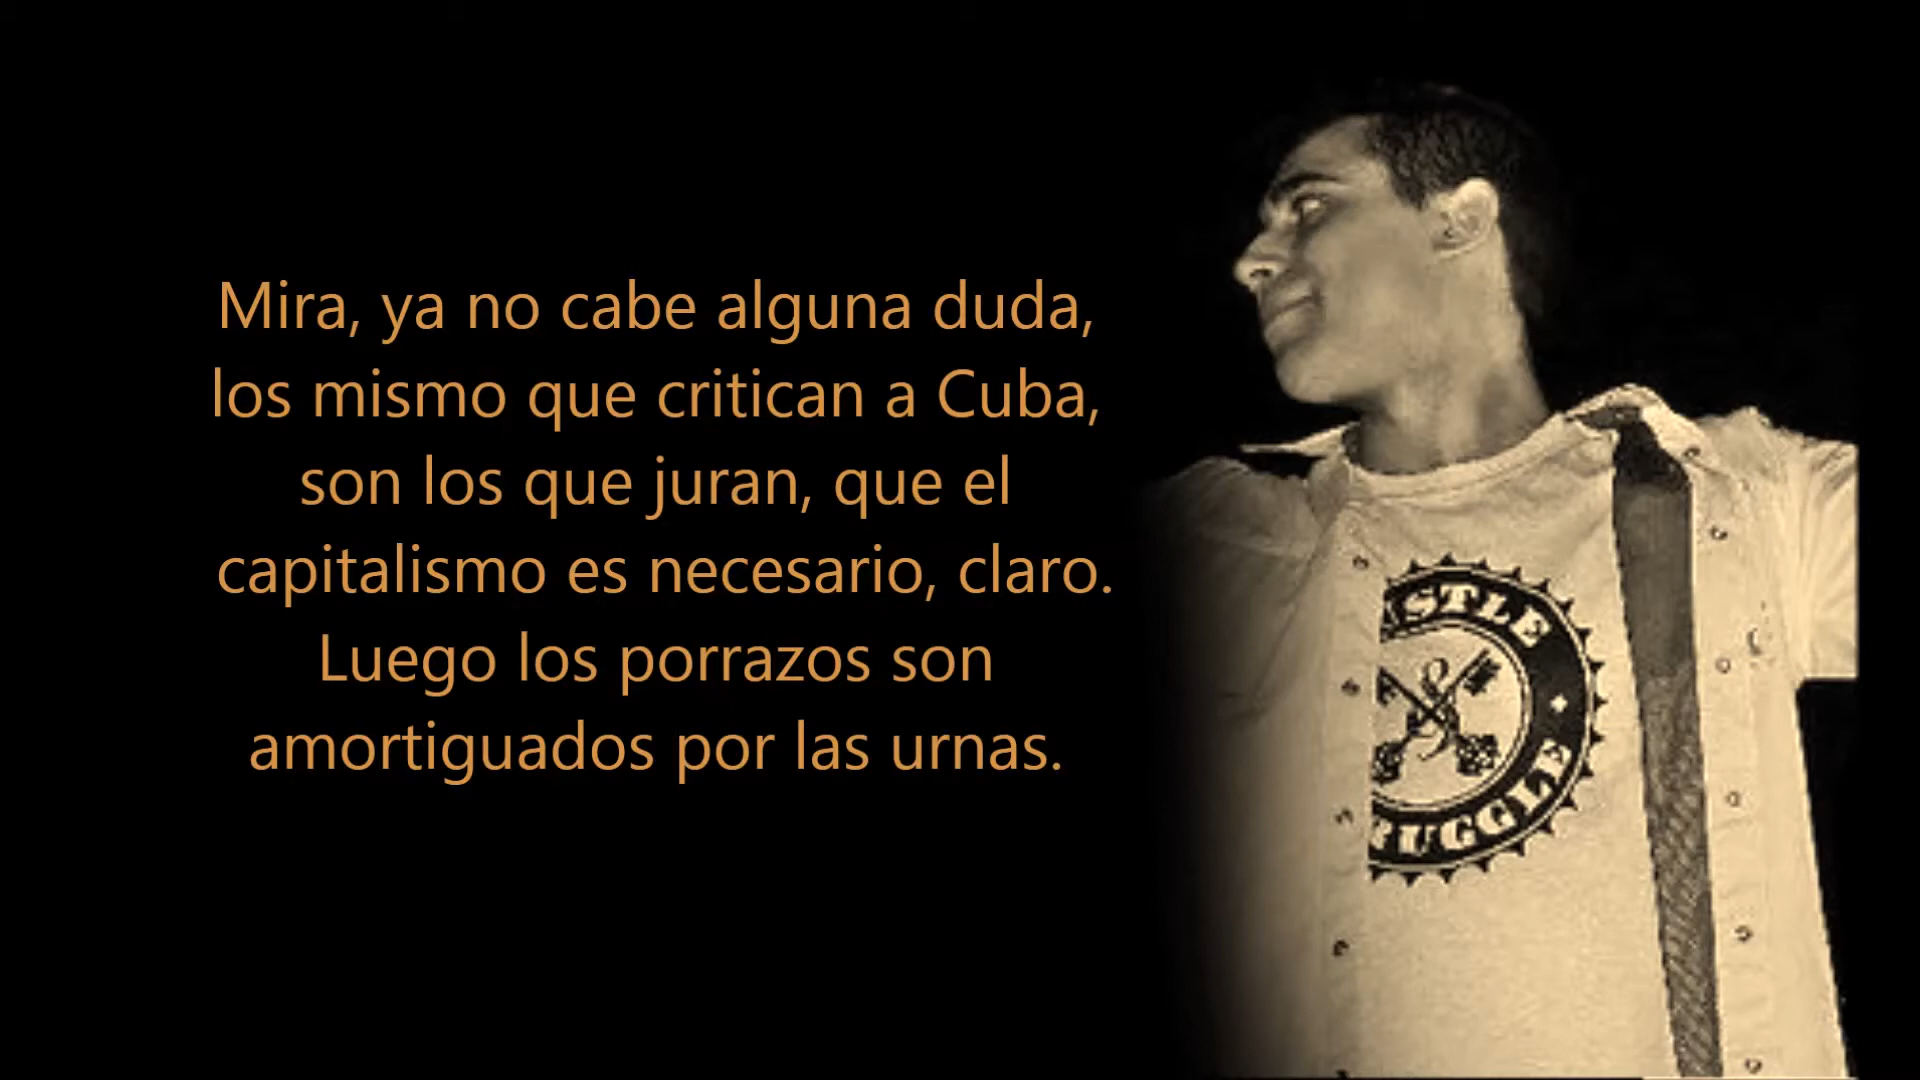 Mira, ya no cabe alguna duda,
los mismo que critican a Cuba,
son los que juran, que el
capitalismo es necesario, claro.
Luego los porrazos son
amortiguados por las urnas.